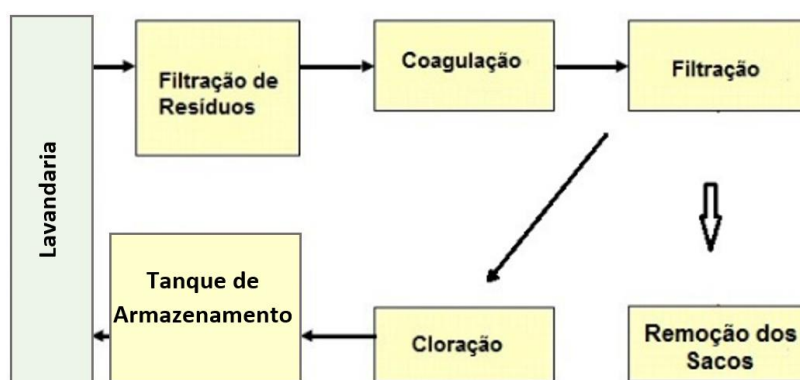 Lavandaria
Filtração de
Resíduos
Coagulação
Filtração
Tanque de
Armazenamento
Cloração
Remoção dos
Sacos